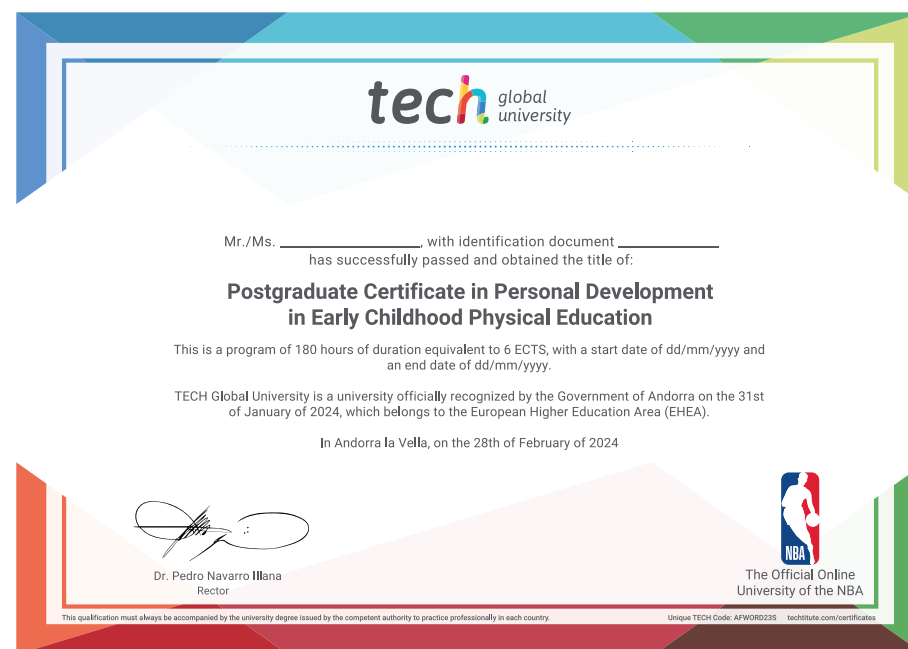 tech global university
Mr./Ms. ____________________, with identification document ______________
has successfully passed and obtained the title of:
Postgraduate Certificate in Personal Development
in Early Childhood Physical Education
This is a program of 180 hours of duration equivalent to 6 ECTS, with a start date of dd/mm/yyyy and
an end date of dd/mm/yyyy.
TECH Global University is a university officially recognized by the Government of Andorra on the 31st
of January of 2024, which belongs to the European Higher Education Area (EHEA).
In Andorra la Vella, on the 28th of February of 2024
Dr. Pedro Navarro Illana
Rector
NBA
The Official Online
University of the NBA
This qualification must always be accompanied by the university degree issued by the competent authority to practice professionally in each country.
Unique TECH Code: AFWORD23S techtitute.com/certificates